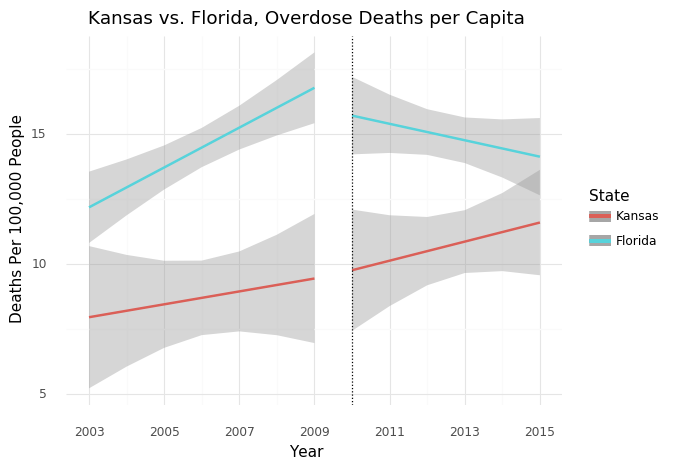 Kansas vs. Florida, Overdose Deaths per Capita
Deaths Per 100,000 People
15
10
5
2003 2005 2007 2009 2011 2013 2015
Year
State
Kansas
Florida